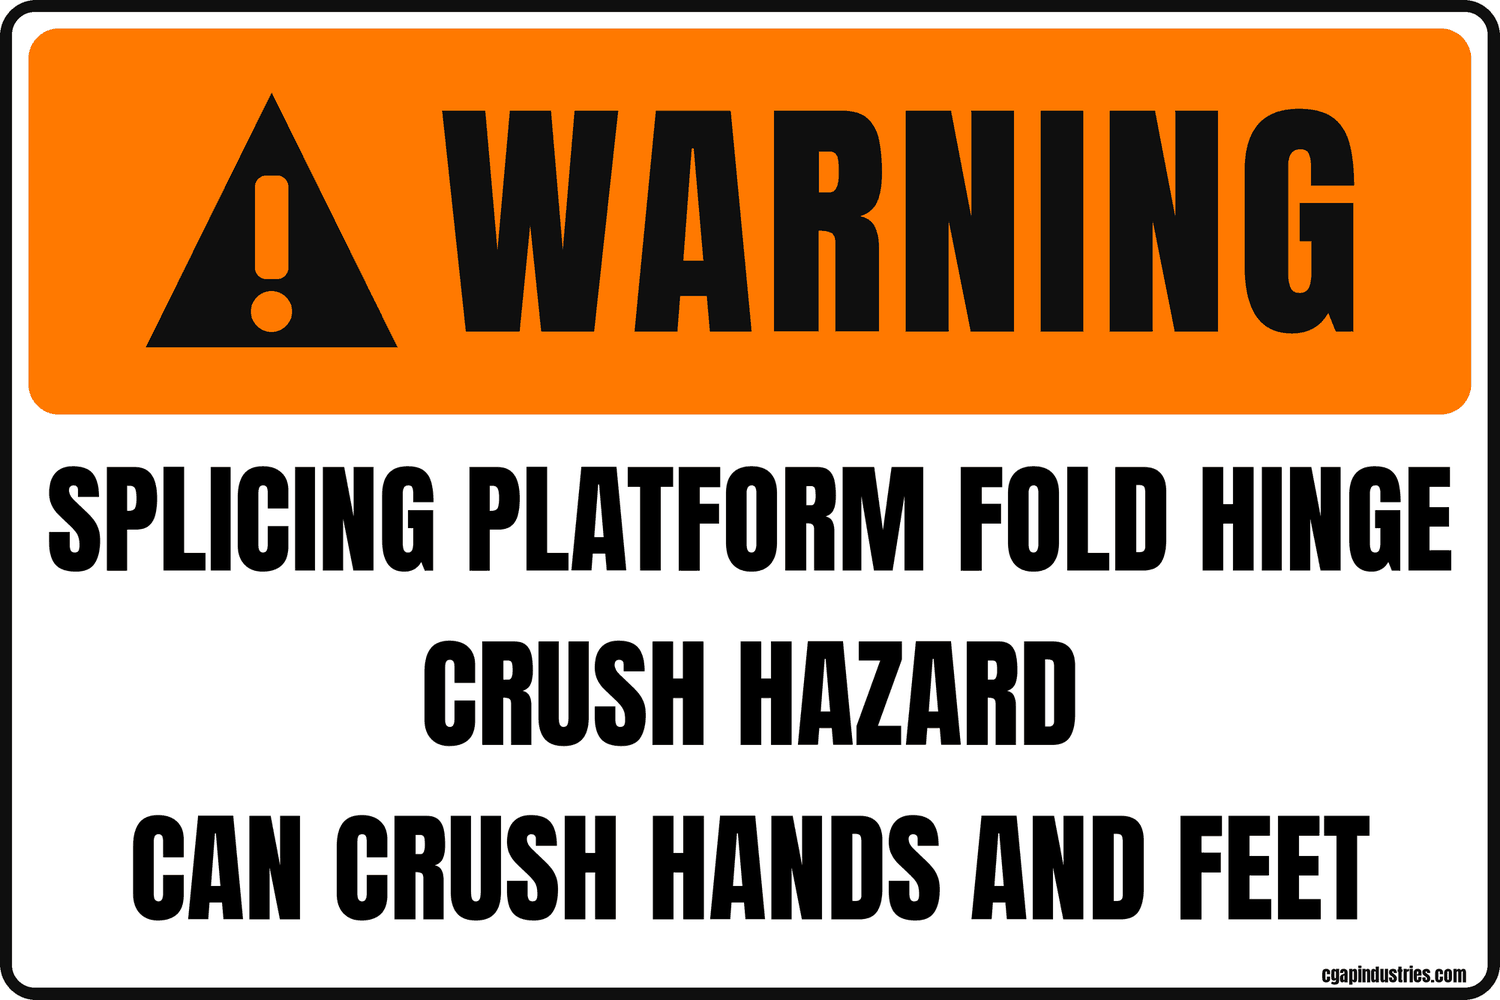 WARNING
SPLICING PLATFORM FOLD HINGE
CRUSH HAZARD
CAN CRUSH HANDS AND FEET
cgapindustries.com